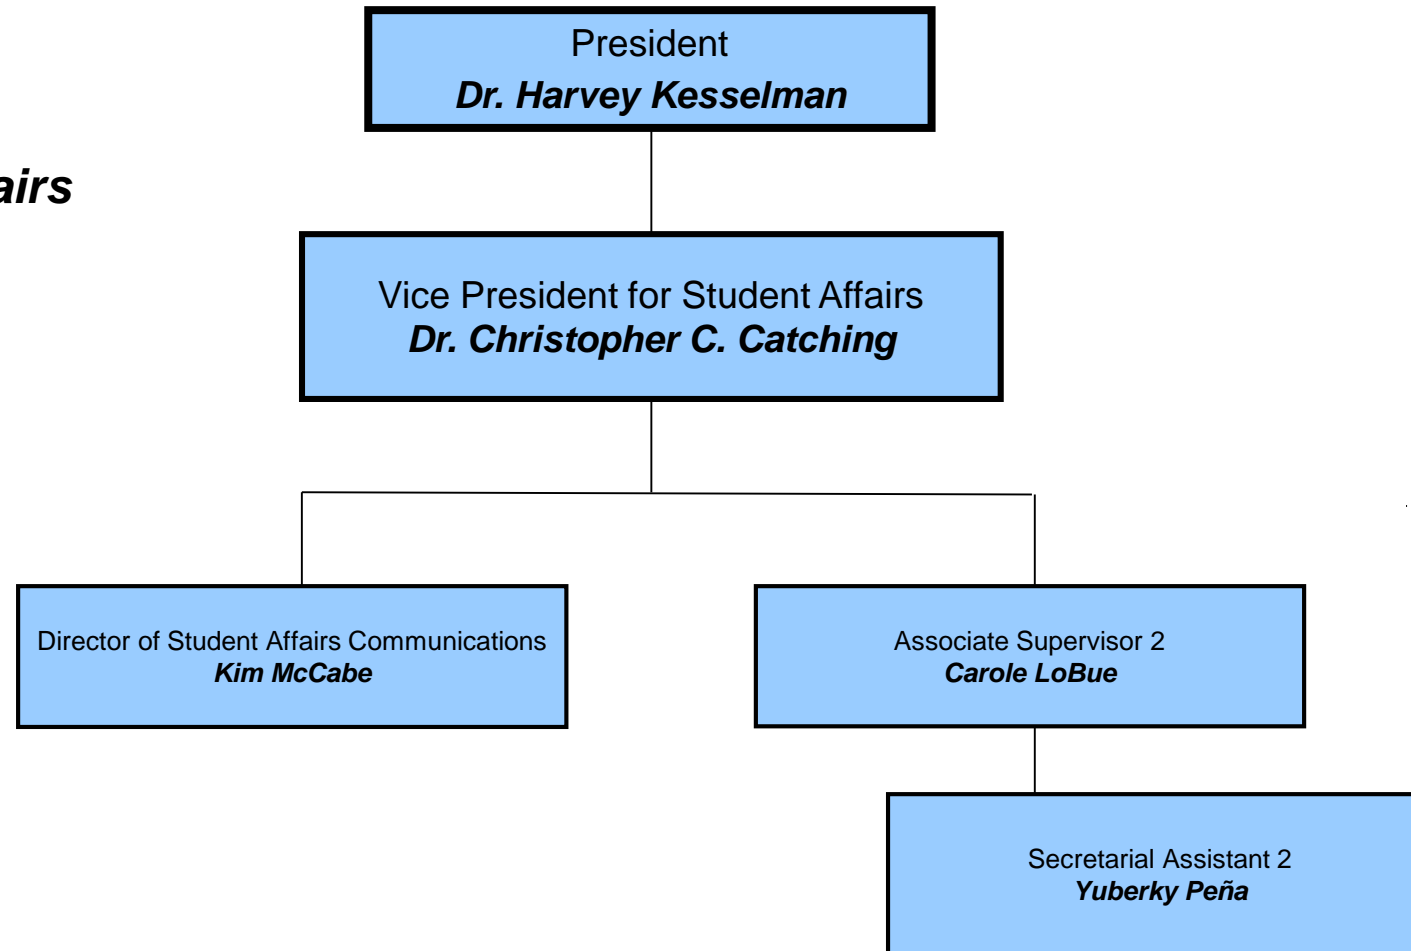 President
Dr. Harvey Kesselman
airs
Vice President for Student Affairs
Dr. Christopher C. Catching
Director of Student Affairs Communications
Kim McCabe
Associate Supervisor 2
Carole LoBue
Secretarial Assistant 2
Yuberky Peña